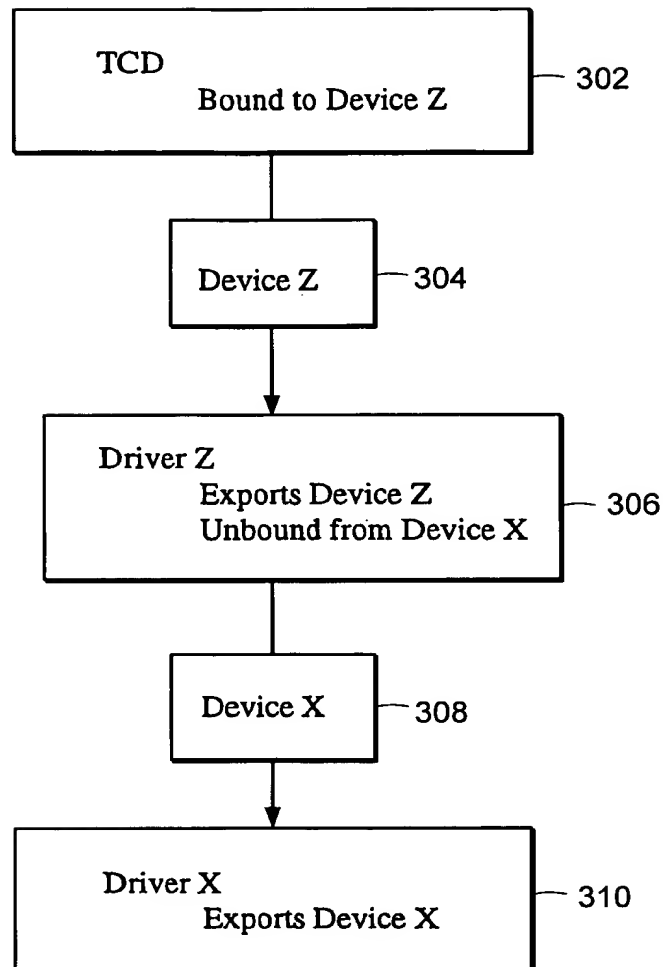 TCD
Bound to Device Z
302
Device Z
304
Driver Z
Exports Device Z
Unbound from Device X
306
Device X
308
Driver X
Exports Device X
310